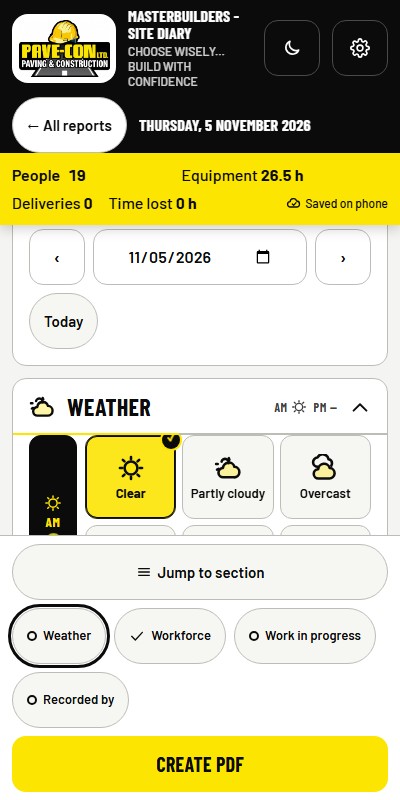 PAVE-CON LTD.
PAVING & CONSTRUCTION
MASTERBUILDERS -
SITE DIARY
CHOOSE WISELY...
BUILD WITH
CONFIDENCE
← All reports
THURSDAY, 5 NOVEMBER 2026
People 19
Equipment 26.5 h
Deliveries 0
Time lost 0 h
Saved on phone
‹
11/05/2026
›
Today
WEATHER
AM
PM –
AM
Clear
Partly cloudy
Overcast
Jump to section
Weather
Workforce
Work in progress
Recorded by
CREATE PDF